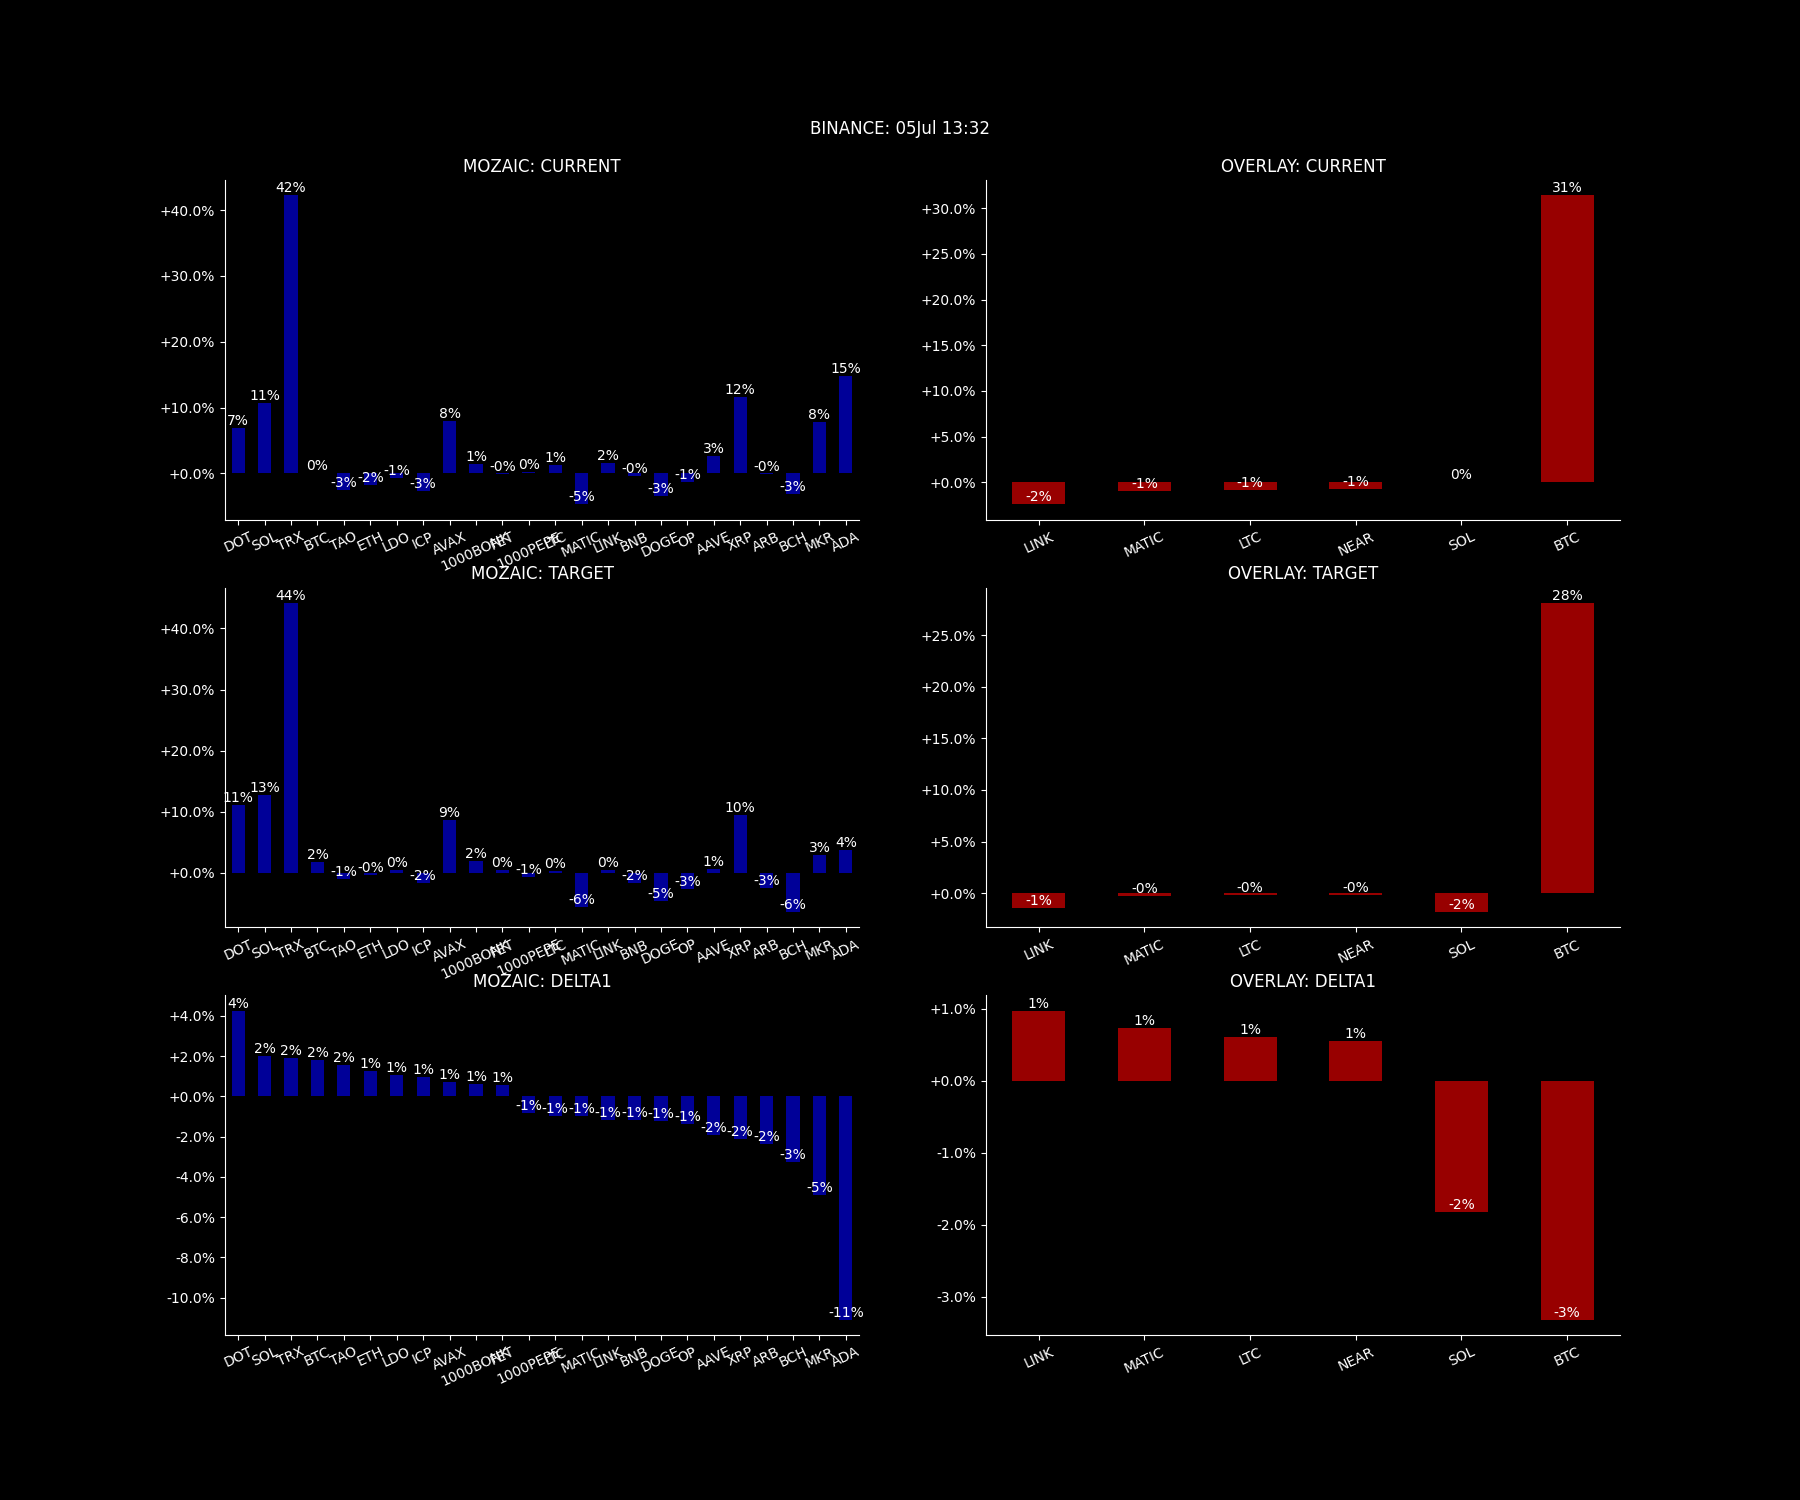 BINANCE: 05Jul 13:32
MOZAIC: CURRENT
+40.0%
+30.0%
+20.0%
+10.0%
+0.0%
7% 11% 42% 0% -3% -2% -1% -3% 8% 1% -0% 0% 1% -5% 2% -0% -3% -1% 3% 12% -0% -3% 8% 15%
DOT SOL TRX BTC TAO ETH LDO ICP AVAX 1000BONK 1000PEPE LTC MATIC LINK BNB DOGE OP AAVE XRP ARB BCH MKR ADA
OVERLAY: CURRENT
+30.0%
+25.0%
+20.0%
+15.0%
+10.0%
+5.0%
+0.0%
-2% -1% -1% -1% 0% 31%
LINK MATIC LTC NEAR SOL BTC
MOZAIC: TARGET
+40.0%
+30.0%
+20.0%
+10.0%
+0.0%
11% 13% 44% 2% -1% -0% 0% -2% 9% 2% 0% -1% 0% -6% 0% -2% -5% -3% 1% 10% -3% -6% 3% 4%
DOT SOL TRX BTC TAO ETH LDO ICP AVAX 1000BONK 1000PEPE LTC MATIC LINK BNB DOGE OP AAVE XRP ARB BCH MKR ADA
OVERLAY: TARGET
+25.0%
+20.0%
+15.0%
+10.0%
+5.0%
+0.0%
-1% -0% -0% -0% -2% 28%
LINK MATIC LTC NEAR SOL BTC
MOZAIC: DELTA1
+4.0%
+2.0%
+0.0%
-2.0%
-4.0%
-6.0%
-8.0%
-10.0%
4% 2% 2% 2% 2% 1% 1% 1% 1% 1% 1% -1% -1% -1% -1% -1% -1% -1% -2% -2% -2% -3% -5% -11%
DOT SOL TRX BTC TAO ETH LDO ICP AVAX 1000BONK 1000PEPE LTC MATIC LINK BNB DOGE OP AAVE XRP ARB BCH MKR ADA
OVERLAY: DELTA1
+1.0%
+0.0%
-1.0%
-2.0%
-3.0%
1% 1% 1% 1% -2% -3%
LINK MATIC LTC NEAR SOL BTC